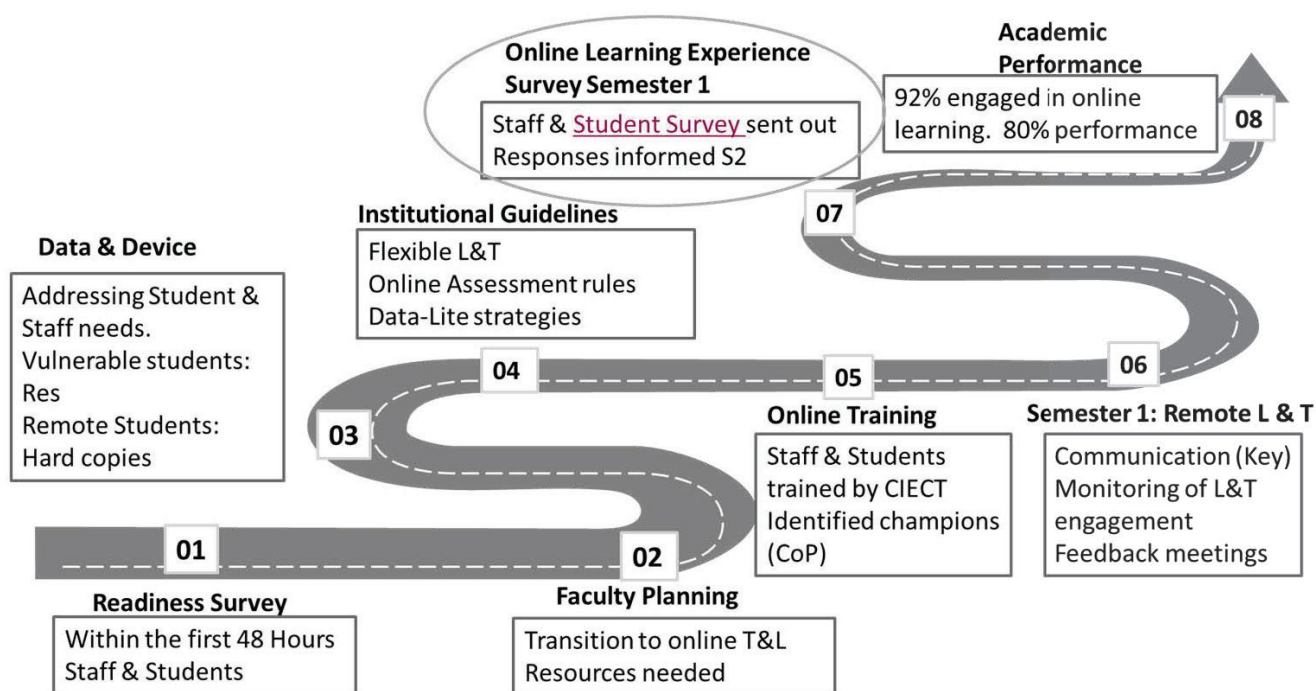 Online Learning Experience
Survey Semester 1
Staff & Student Survey sent out
Responses informed S2
Academic
Performance
92% engaged in online
learning.  80% performance
08
07
Institutional Guidelines
Flexible L&T
Online Assessment rules
Data-Lite strategies
Data & Device
Addressing Student &
Staff needs.
Vulnerable students:
Res
Remote Students:
Hard copies
03
04
05
06
Online Training
Staff & Students
trained by CIECT
Identified champions
(CoP)
Semester 1: Remote L & T
Communication (Key)
Monitoring of L&T
engagement
Feedback meetings
01
02
Readiness Survey
Within the first 48 Hours
Staff & Students
Faculty Planning
Transition to online T&L
Resources needed